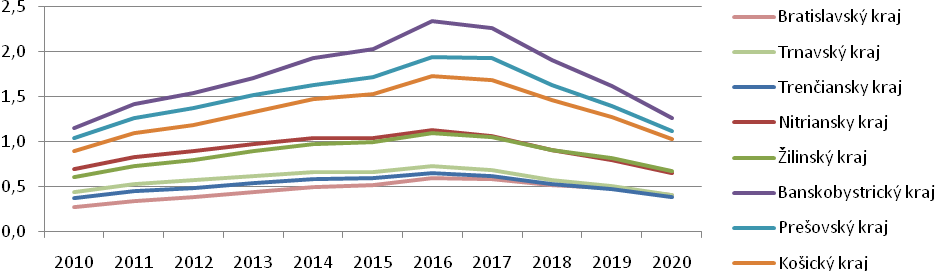 2,5
2,0
1,5
1,0
0,5
0,0
2010 2011 2012 2013 2014 2015 2016 2017 2018 2019 2020
Bratislavský kraj
Trnavský kraj
Trenčiansky kraj
Nitriansky kraj
Žilinský kraj
Banskobystrický kraj
Prešovský kraj
Košický kraj